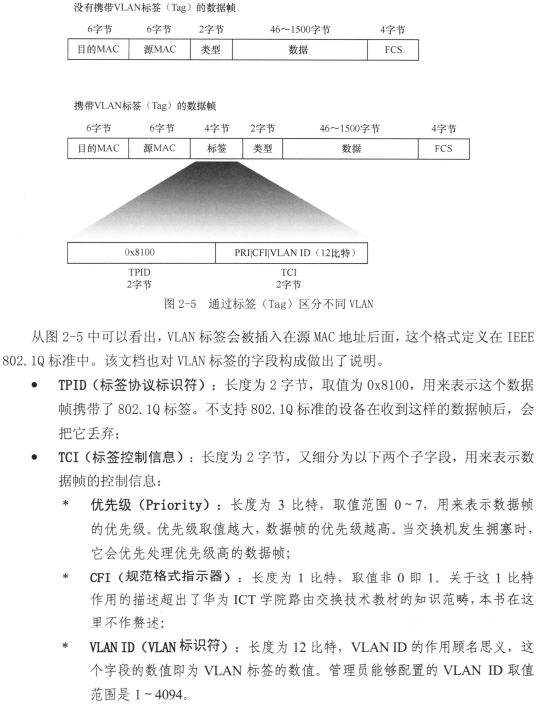 没有携带VLAN标签（Tag）的数据帧
6字节 6字节 2字节 46～1500字节 4字节
目的MAC 源MAC 类型 数据 FCS
携带VLAN标签（Tag）的数据帧
6字节 6字节 4字节 2字节 46～1500字节 4字节
目的MAC 源MAC 标签 类型 数据 FCS
0x8100 PRI|CFI|VLAN ID（12比特）
TPID TCI
2字节 2字节
图 2-5 通过标签（Tag）区分不同 VLAN
从图 2-5 中可以看出，VLAN 标签会被插入在源 MAC 地址后面，这个格式定义在 IEEE
802.1Q 标准中。该文档也对 VLAN 标签的字段构成做出了说明。
● TPID（标签协议标识符）：长度为 2 字节，取值为 0x8100，用来表示这个数据
帧携带了 802.1Q 标签。不支持 802.1Q 标准的设备在收到这样的数据帧后，会
把它丢弃；
● TCI（标签控制信息）：长度为 2 字节，又细分为以下两个子字段，用来表示数
据帧的控制信息：
* 优先级（Priority）：长度为 3 比特，取值范围 0～7，用来表示数据帧
的优先级。优先级取值越大，数据帧的优先级越高。当交换机发生拥塞时，
它会优先处理优先级高的数据帧；
* CFI（规范格式指示器）：长度为 1 比特，取值非 0 即 1。关于这 1 比特
作用的描述超出了华为 ICT 学院路由交换技术教材的知识范畴，本书在这
里不作赘述；
* VLAN ID（VLAN 标识符）：长度为 12 比特，VLAN ID 的作用顾名思义，这
个字段的数值即为 VLAN 标签的数值。管理员能够配置的 VLAN ID 取值
范围是 1～4094。